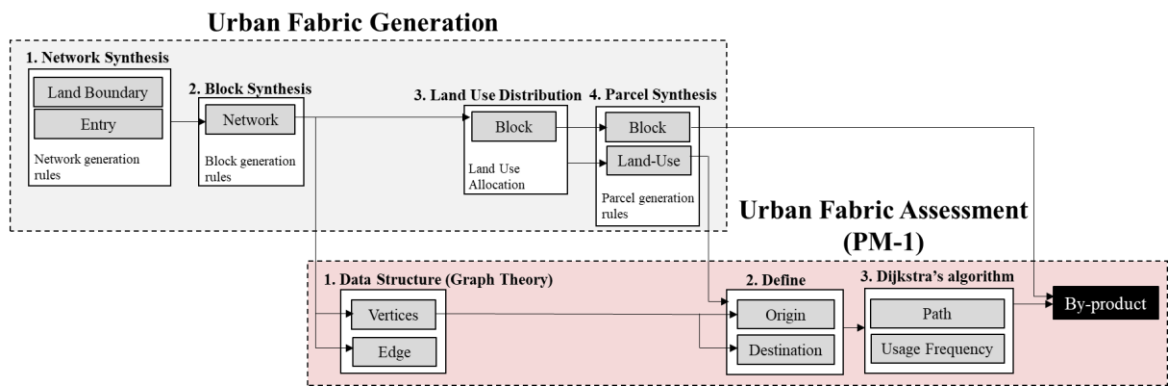 Urban Fabric Generation
1. Network Synthesis
Land Boundary
Entry
Network generation
rules
2. Block Synthesis
Network
Block generation
rules
3. Land Use Distribution
Block
Land Use
Allocation
4. Parcel Synthesis
Block
Land-Use
Parcel generation
rules
Urban Fabric Assessment
(PM-1)
1. Data Structure (Graph Theory)
Vertices
Edge
2. Define
Origin
Destination
3. Dijkstra's algorithm
Path
Usage Frequency
By-product